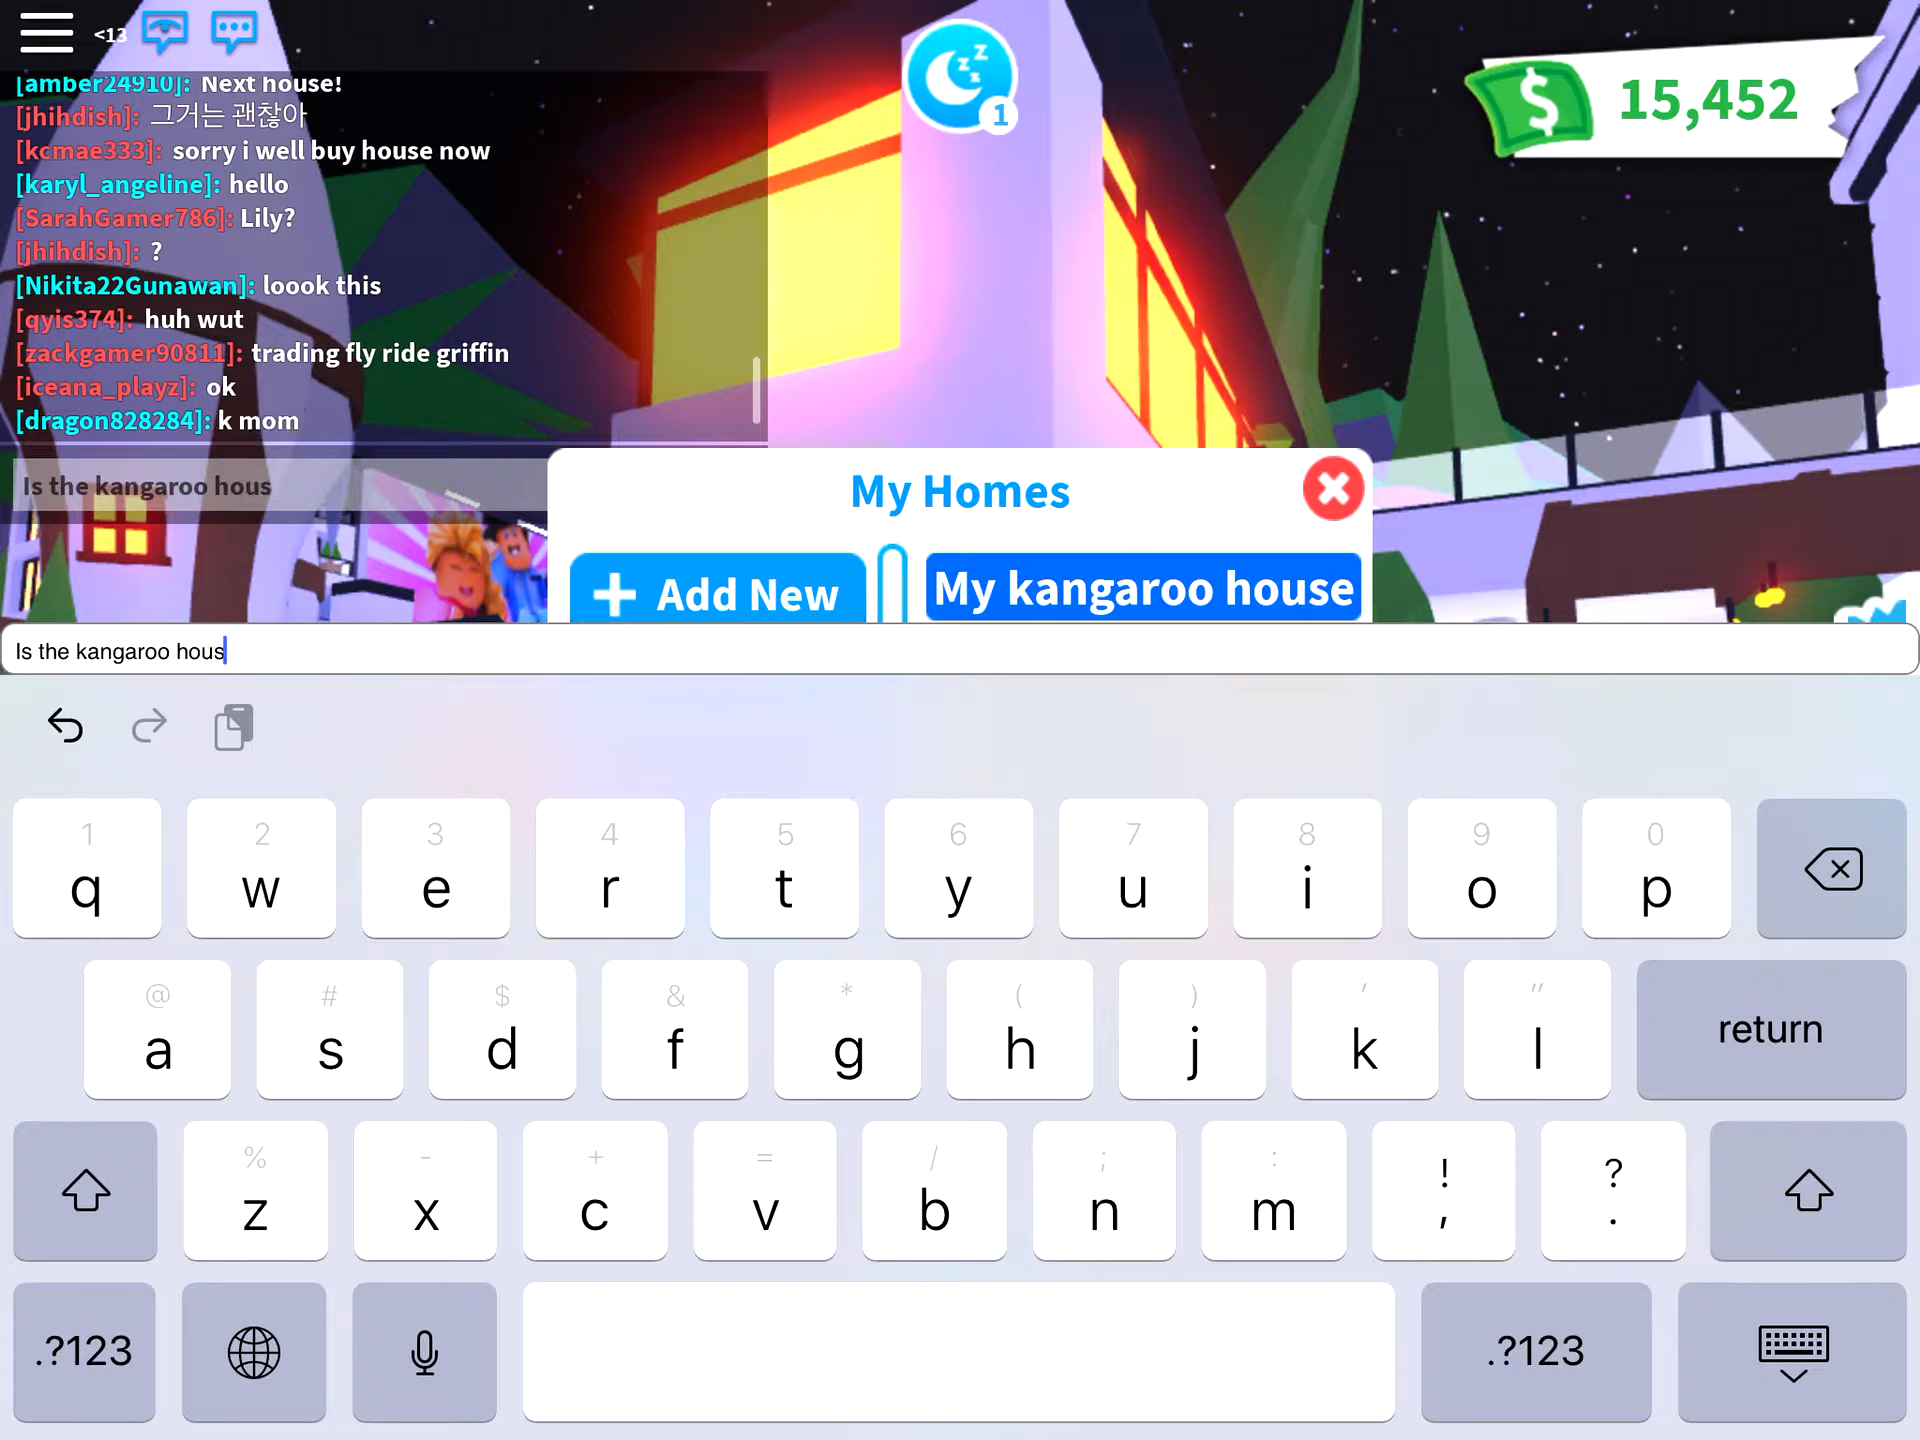 <13
[amber24910]: Next house!
[jhihdish]: 그거는 괜찮아
[kcmae333]: sorry i well buy house now
[karyl_angeline]: hello
[SarahGamer786]: Lily?
[jhihdish]: ?
[Nikita22Gunawan]: loook this
[qyis374]: huh wut
[zackgamer90811]: trading fly ride griffin
[iceana_playz]: ok
[dragon828284]: k mom
Is the kangaroo hous
z z z
1
$ 15,452
My Homes
+ Add New
My kangaroo house
Is the kangaroo hous
1 2 3 4 5 6 7 8 9 0
q w e r t y u i o p
@ # $ & * ( ) ' "
a s d f g h j k l return
% - + = / ; : ! ?
z x c v b n m , .
.?123 .?123